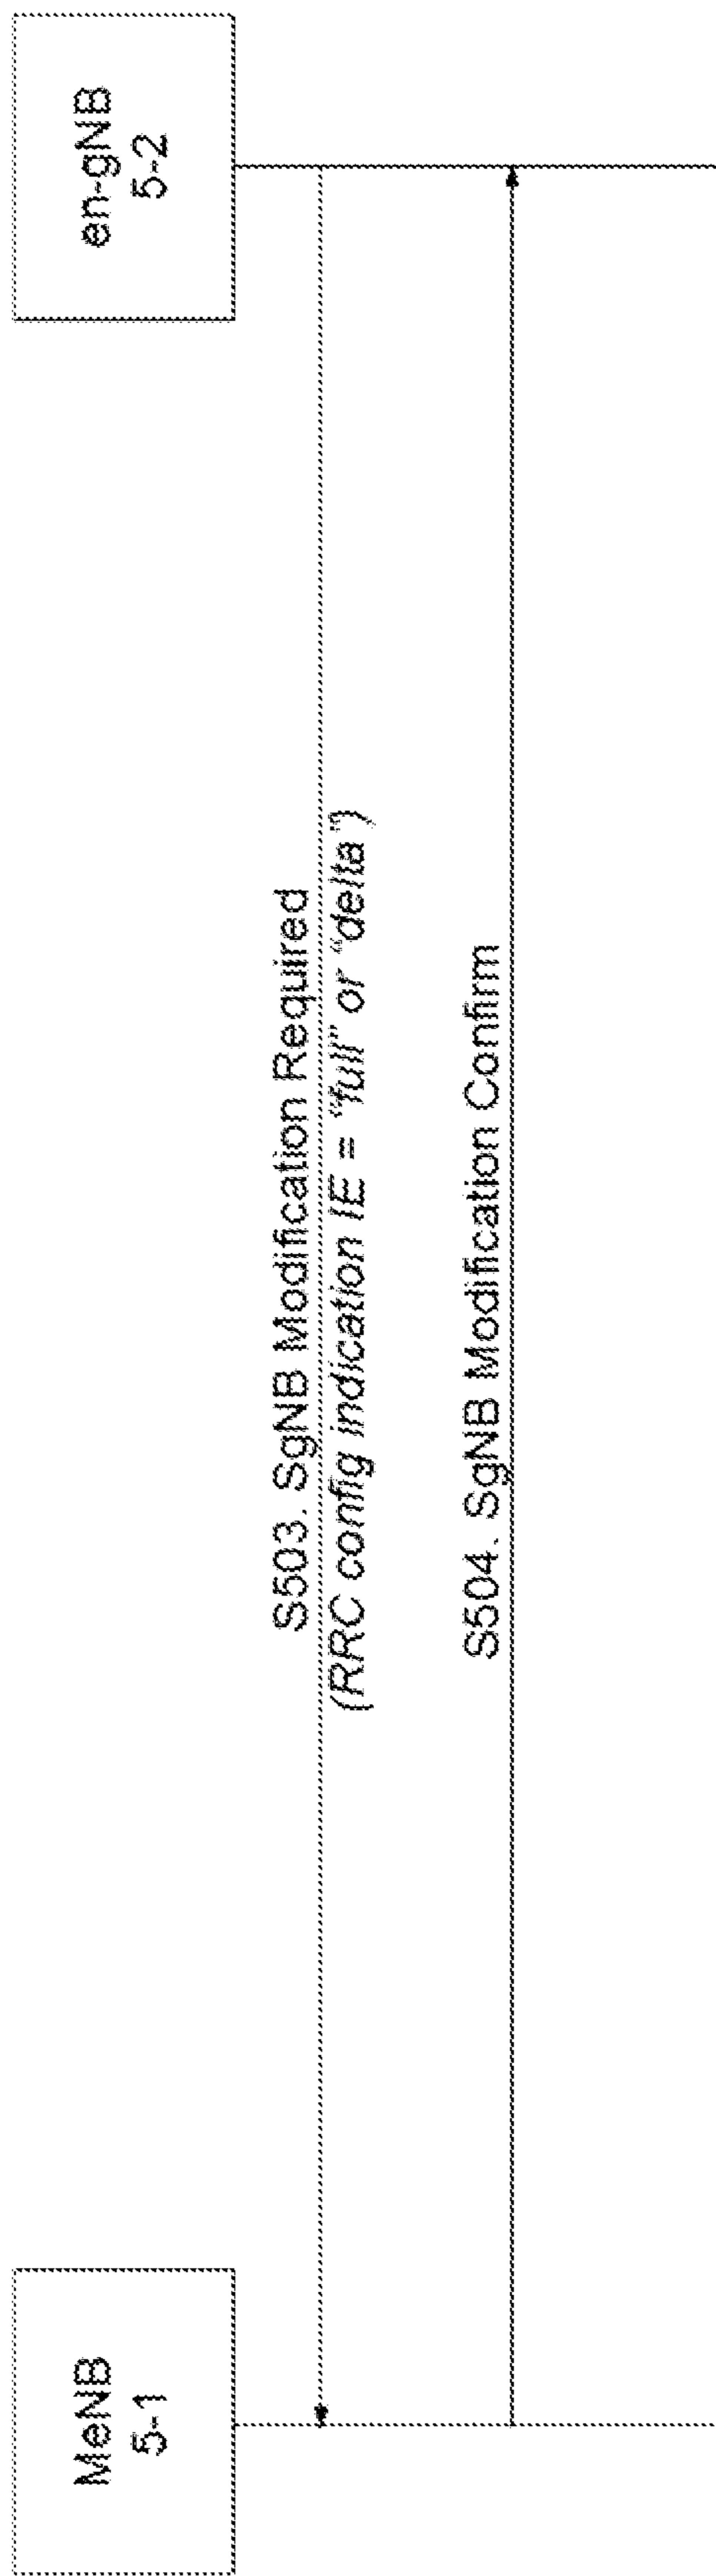 MeNB
5-1
en-gNB
5-2
S503. SgNB Modification Required
(RRC config indication IE = "full" or "delta")
S504. SgNB Modification Confirm